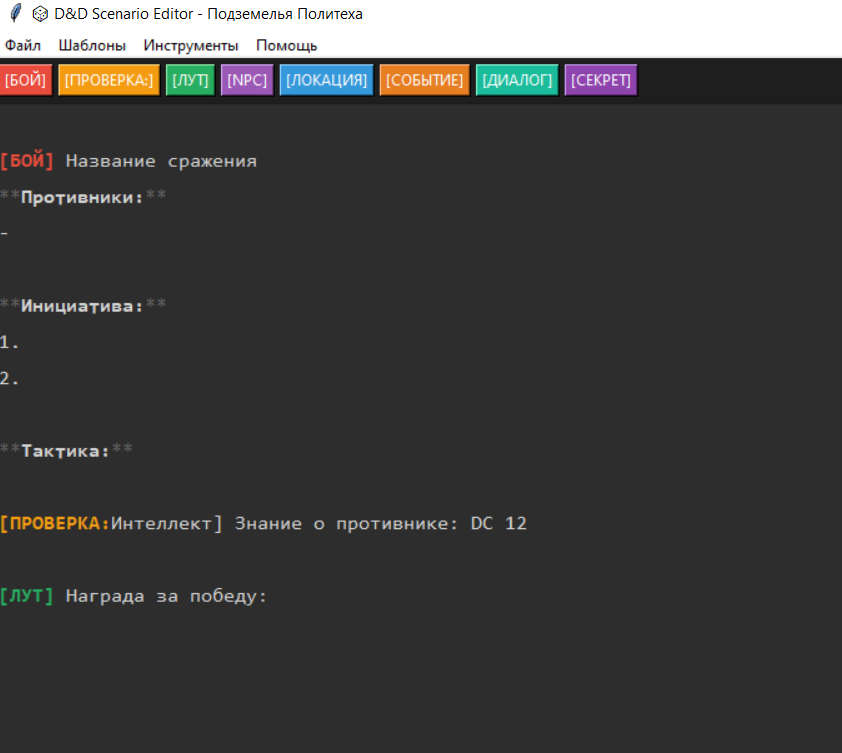 D&D Scenario Editor - Подземелья Политеха
Файл Шаблоны Инструменты Помощь
[БОЙ] [ПРОВЕРКА:] [ЛУТ] [NPC] [ЛОКАЦИЯ] [СОБЫТИЕ] [ДИАЛОГ] [СЕКРЕТ]
[БОЙ] Название сражения
**Противники:**
-
**Инициатива:**
1.
2.
**Тактика:**
[ПРОВЕРКА:Интеллект] Знание о противнике: DC 12
[ЛУТ] Награда за победу: